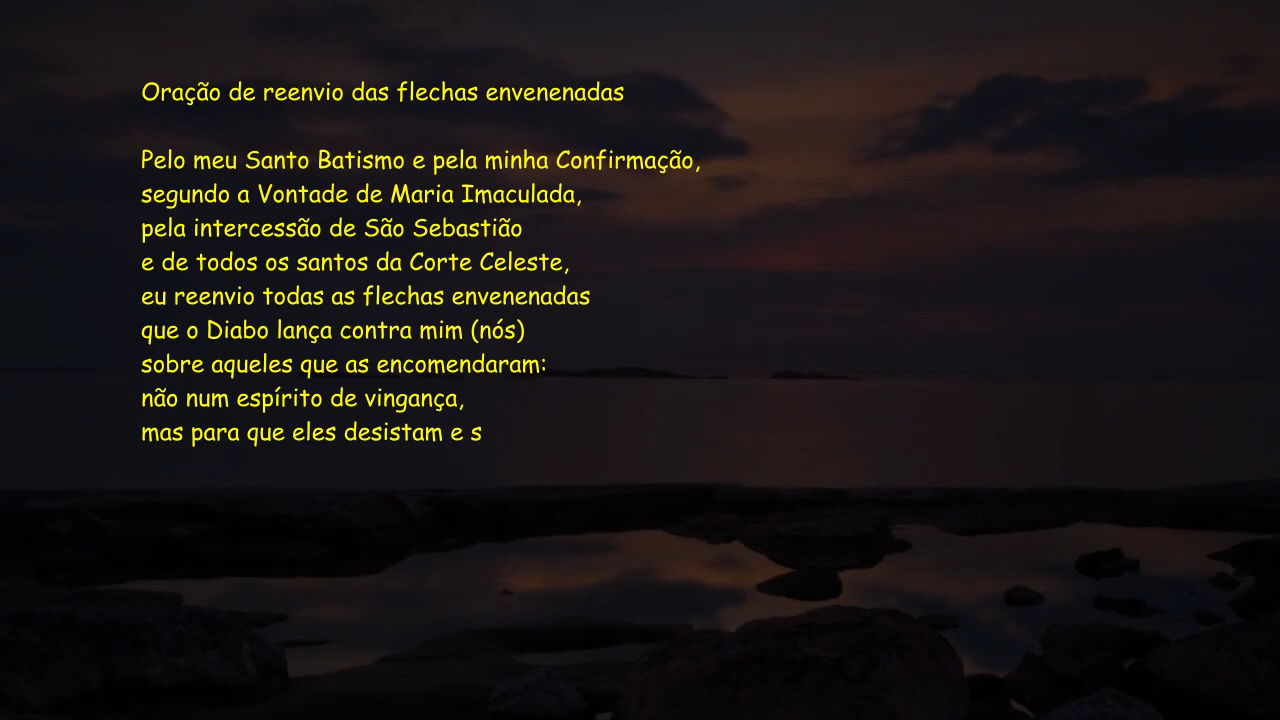 Oração de reenvio das flechas envenenadas
Pelo meu Santo Batismo e pela minha Confirmação,
segundo a Vontade de Maria Imaculada,
pela intercessão de São Sebastião
e de todos os santos da Corte Celeste,
eu reenvio todas as flechas envenenadas
que o Diabo lança contra mim (nós)
sobre aqueles que as encomendaram:
não num espírito de vingança,
mas para que eles desistam e s